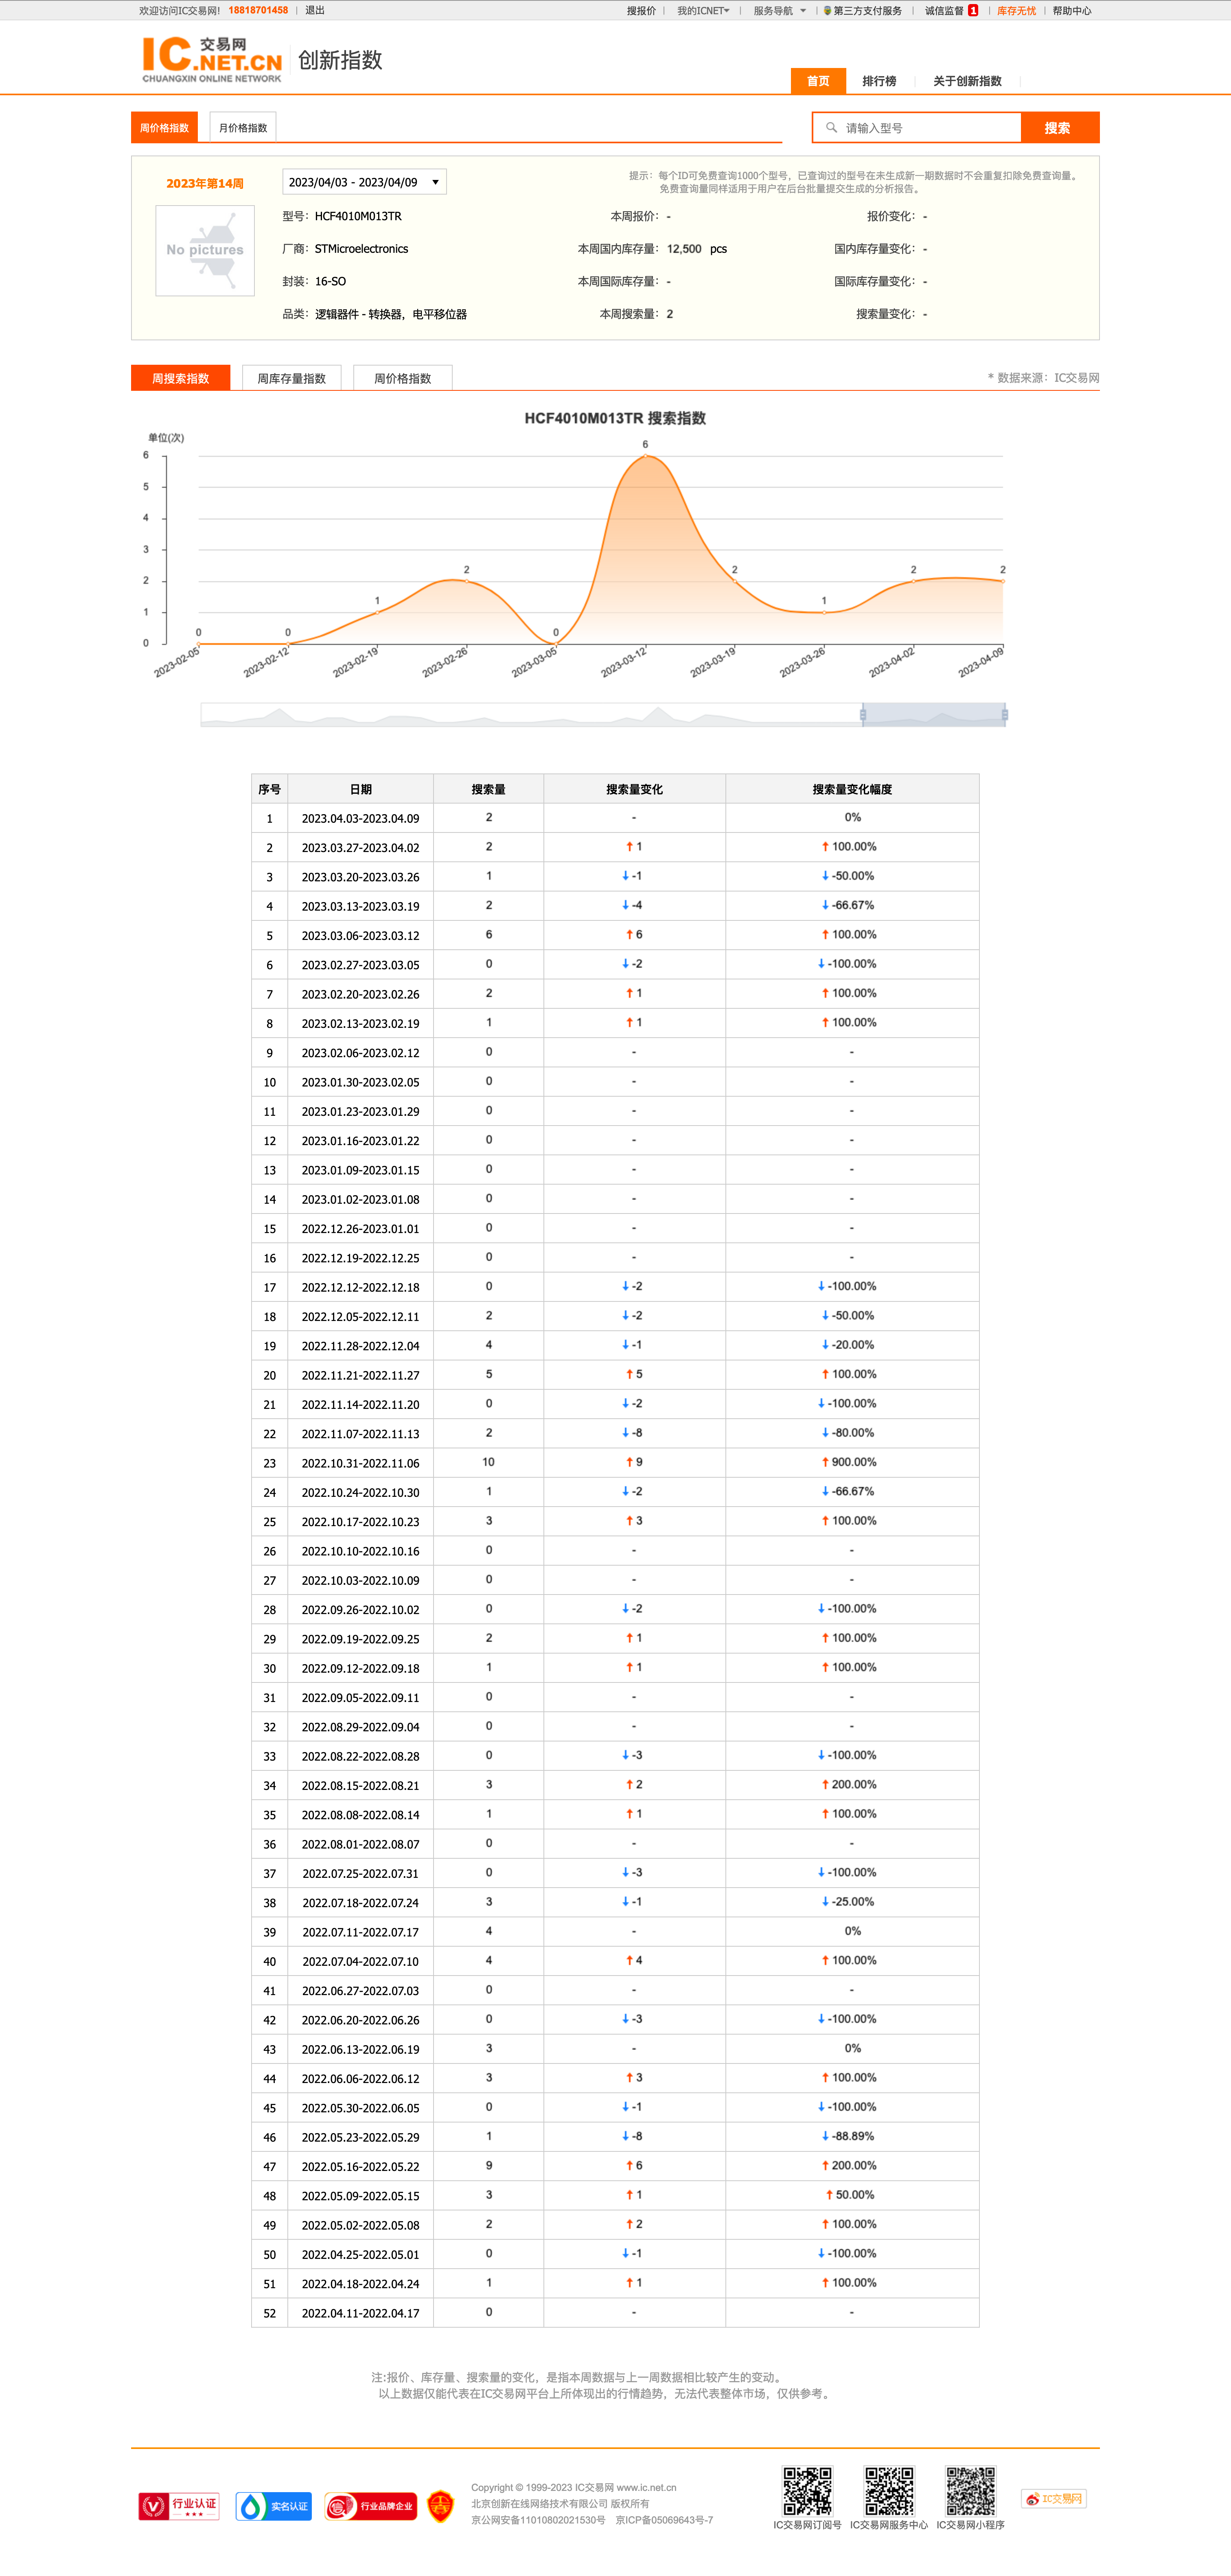 欢迎访问IC交易网! 18818701458 | 退出 搜报价 | 我的ICNET | 服务导航 | 第三方支付服务 | 诚信监督 1 | 库存无忧 | 帮助中心
IC 交易网
.NET.CN
CHUANGXIN ONLINE NETWORK
创新指数
首页 排行榜 关于创新指数
周价格指数 月价格指数 请输入型号 搜索
2023年第14周 2023/04/03 - 2023/04/09 ▼
提示：每个ID可免费查询1000个型号，已查询过的型号在未生成新一期数据时不会重复扣除免费查询量。
免费查询量同样适用于用户在后台批量提交生成的分析报告。
No pictures
型号：HCF4010M013TR 本周报价：- 报价变化：-
厂商：STMicroelectronics 本周国内库存量：12,500 pcs 国内库存量变化：-
封装：16-SO 本周国际库存量：- 国际库存量变化：-
品类：逻辑器件 - 转换器，电平移位器 本周搜索量：2 搜索量变化：-
周搜索指数 周库存量指数 周价格指数 * 数据来源：IC交易网
HCF4010M013TR 搜索指数
单位(次)
6
5
4
3
2
1
0
0 0 1 2 0 6 2 1 2 2
2023-02-05 2023-02-12 2023-02-19 2023-02-26 2023-03-05 2023-03-12 2023-03-19 2023-03-26 2023-04-02 2023-04-09
序号 日期 搜索量 搜索量变化 搜索量变化幅度
1 2023.04.03-2023.04.09 2 - 0%
2 2023.03.27-2023.04.02 2 ↑ 1 ↑ 100.00%
3 2023.03.20-2023.03.26 1 ↓ -1 ↓ -50.00%
4 2023.03.13-2023.03.19 2 ↓ -4 ↓ -66.67%
5 2023.03.06-2023.03.12 6 ↑ 6 ↑ 100.00%
6 2023.02.27-2023.03.05 0 ↓ -2 ↓ -100.00%
7 2023.02.20-2023.02.26 2 ↑ 1 ↑ 100.00%
8 2023.02.13-2023.02.19 1 ↑ 1 ↑ 100.00%
9 2023.02.06-2023.02.12 0 - -
10 2023.01.30-2023.02.05 0 - -
11 2023.01.23-2023.01.29 0 - -
12 2023.01.16-2023.01.22 0 - -
13 2023.01.09-2023.01.15 0 - -
14 2023.01.02-2023.01.08 0 - -
15 2022.12.26-2023.01.01 0 - -
16 2022.12.19-2022.12.25 0 - -
17 2022.12.12-2022.12.18 0 ↓ -2 ↓ -100.00%
18 2022.12.05-2022.12.11 2 ↓ -2 ↓ -50.00%
19 2022.11.28-2022.12.04 4 ↓ -1 ↓ -20.00%
20 2022.11.21-2022.11.27 5 ↑ 5 ↑ 100.00%
21 2022.11.14-2022.11.20 0 ↓ -2 ↓ -100.00%
22 2022.11.07-2022.11.13 2 ↓ -8 ↓ -80.00%
23 2022.10.31-2022.11.06 10 ↑ 9 ↑ 900.00%
24 2022.10.24-2022.10.30 1 ↓ -2 ↓ -66.67%
25 2022.10.17-2022.10.23 3 ↑ 3 ↑ 100.00%
26 2022.10.10-2022.10.16 0 - -
27 2022.10.03-2022.10.09 0 - -
28 2022.09.26-2022.10.02 0 ↓ -2 ↓ -100.00%
29 2022.09.19-2022.09.25 2 ↑ 1 ↑ 100.00%
30 2022.09.12-2022.09.18 1 ↑ 1 ↑ 100.00%
31 2022.09.05-2022.09.11 0 - -
32 2022.08.29-2022.09.04 0 - -
33 2022.08.22-2022.08.28 0 ↓ -3 ↓ -100.00%
34 2022.08.15-2022.08.21 3 ↑ 2 ↑ 200.00%
35 2022.08.08-2022.08.14 1 ↑ 1 ↑ 100.00%
36 2022.08.01-2022.08.07 0 - -
37 2022.07.25-2022.07.31 0 ↓ -3 ↓ -100.00%
38 2022.07.18-2022.07.24 3 ↓ -1 ↓ -25.00%
39 2022.07.11-2022.07.17 4 - 0%
40 2022.07.04-2022.07.10 4 ↑ 4 ↑ 100.00%
41 2022.06.27-2022.07.03 0 - -
42 2022.06.20-2022.06.26 0 ↓ -3 ↓ -100.00%
43 2022.06.13-2022.06.19 3 - 0%
44 2022.06.06-2022.06.12 3 ↑ 3 ↑ 100.00%
45 2022.05.30-2022.06.05 0 ↓ -1 ↓ -100.00%
46 2022.05.23-2022.05.29 1 ↓ -8 ↓ -88.89%
47 2022.05.16-2022.05.22 9 ↑ 6 ↑ 200.00%
48 2022.05.09-2022.05.15 3 ↑ 1 ↑ 50.00%
49 2022.05.02-2022.05.08 2 ↑ 2 ↑ 100.00%
50 2022.04.25-2022.05.01 0 ↓ -1 ↓ -100.00%
51 2022.04.18-2022.04.24 1 ↑ 1 ↑ 100.00%
52 2022.04.11-2022.04.17 0 - -
注:报价、库存量、搜索量的变化，是指本周数据与上一周数据相比较产生的变动。
以上数据仅能代表在IC交易网平台上所体现出的行情趋势，无法代表整体市场，仅供参考。
行业认证 实名认证 行业品牌企业
Copyright © 1999-2023 IC交易网 www.ic.net.cn
北京创新在线网络技术有限公司 版权所有
京公网安备11010802021530号 京ICP备05069643号-7
IC交易网订阅号 IC交易网服务中心 IC交易网小程序
IC交易网